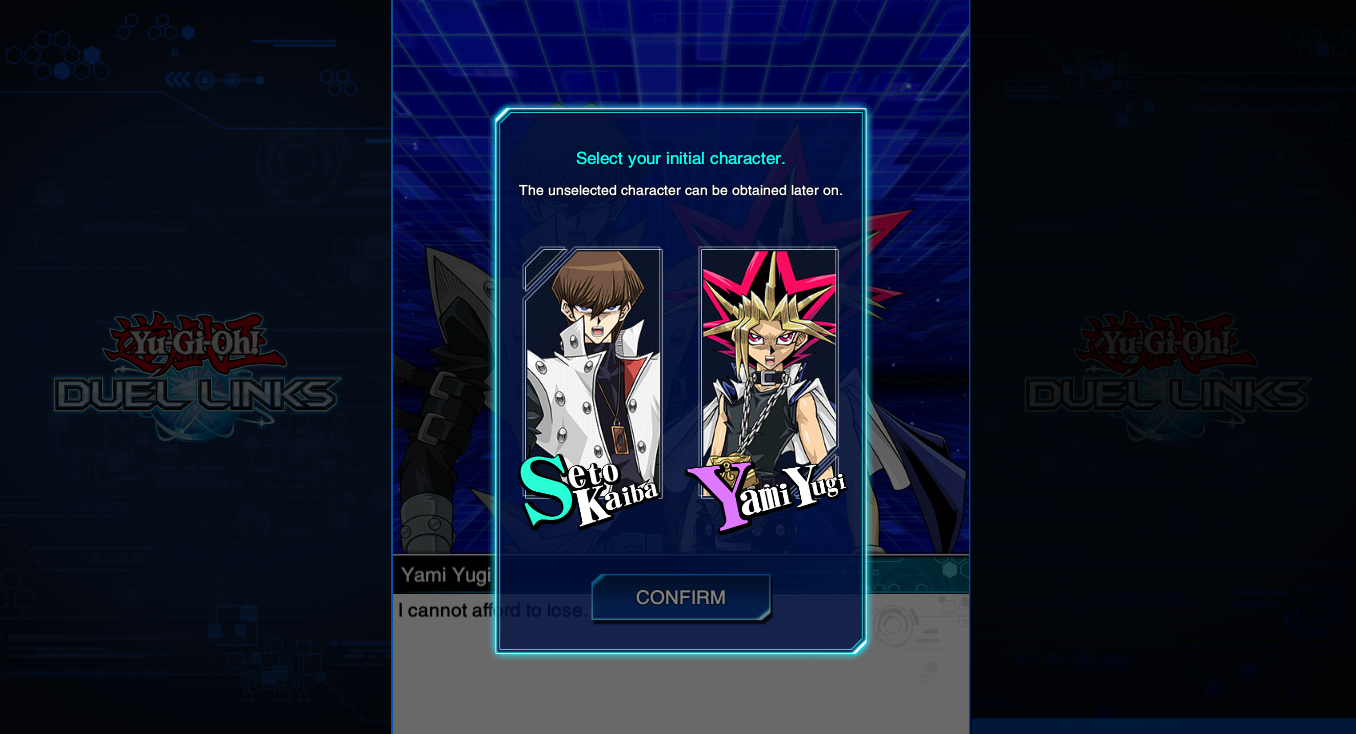 Select your initial character.
The unselected character can be obtained later on.
Yu-Gi-Oh!
DUEL LINKS
Yu-Gi-Oh!
DUEL LINKS
Seto
Kaiba
Yami Yugi
Yami Yugi
CONFIRM
I cannot afford to lose.